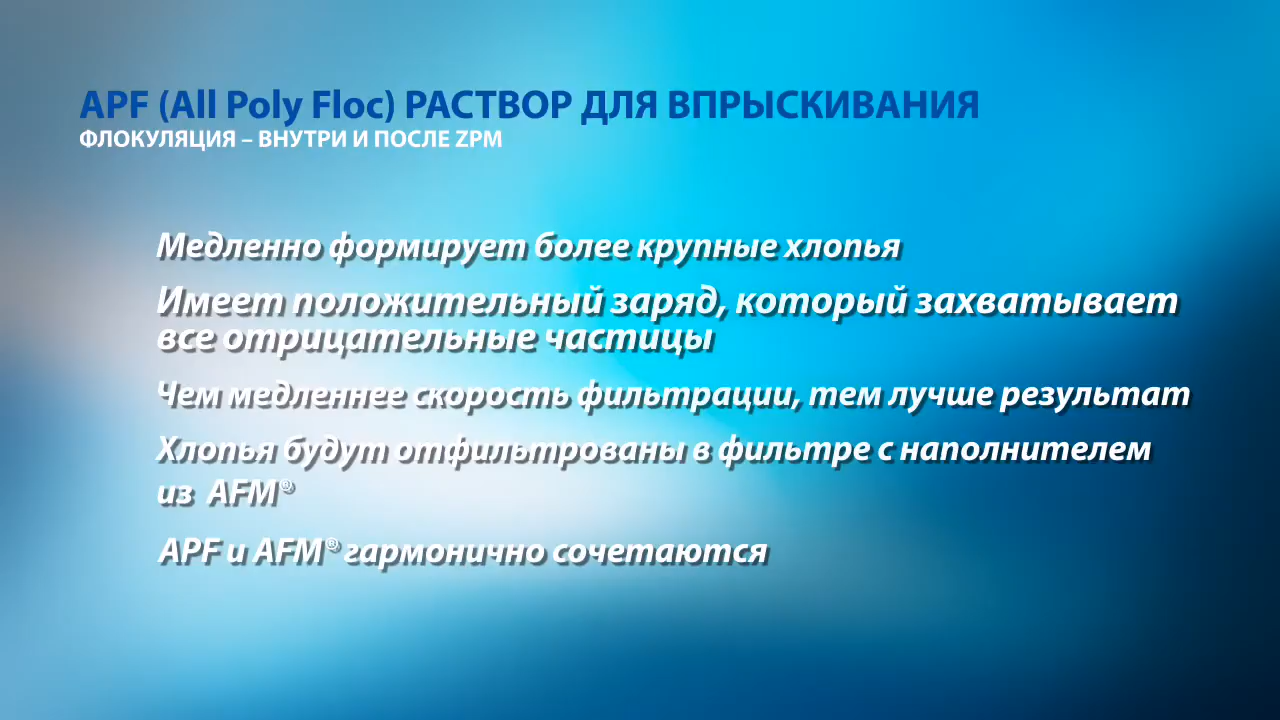 APF (All Poly Floc) РАСТВОР ДЛЯ ВПРЫСКИВАНИЯ
ФЛОКУЛЯЦИЯ – ВНУТРИ И ПОСЛЕ ZPM
Медленно формирует более крупные хлопья
Имеет положительный заряд, который захватывает
все отрицательные частицы
Чем медленнее скорость фильтрации, тем лучше результат
Хлопья будут отфильтрованы в фильтре с наполнителем
из AFM®
APF и AFM® гармонично сочетаются